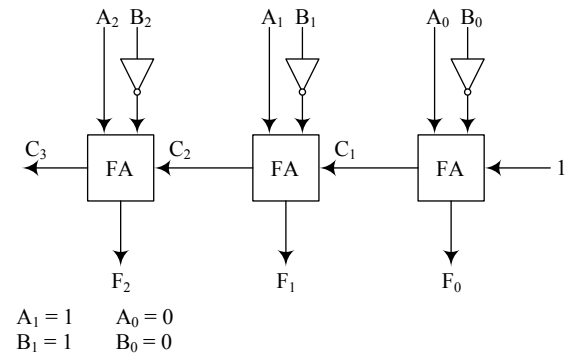 A₂ B₂ A₁ B₁ A₀ B₀
C₃ FA C₂ FA C₁ FA 1
F₂ F₁ F₀
A₁ = 1 A₀ = 0
B₁ = 1 B₀ = 0